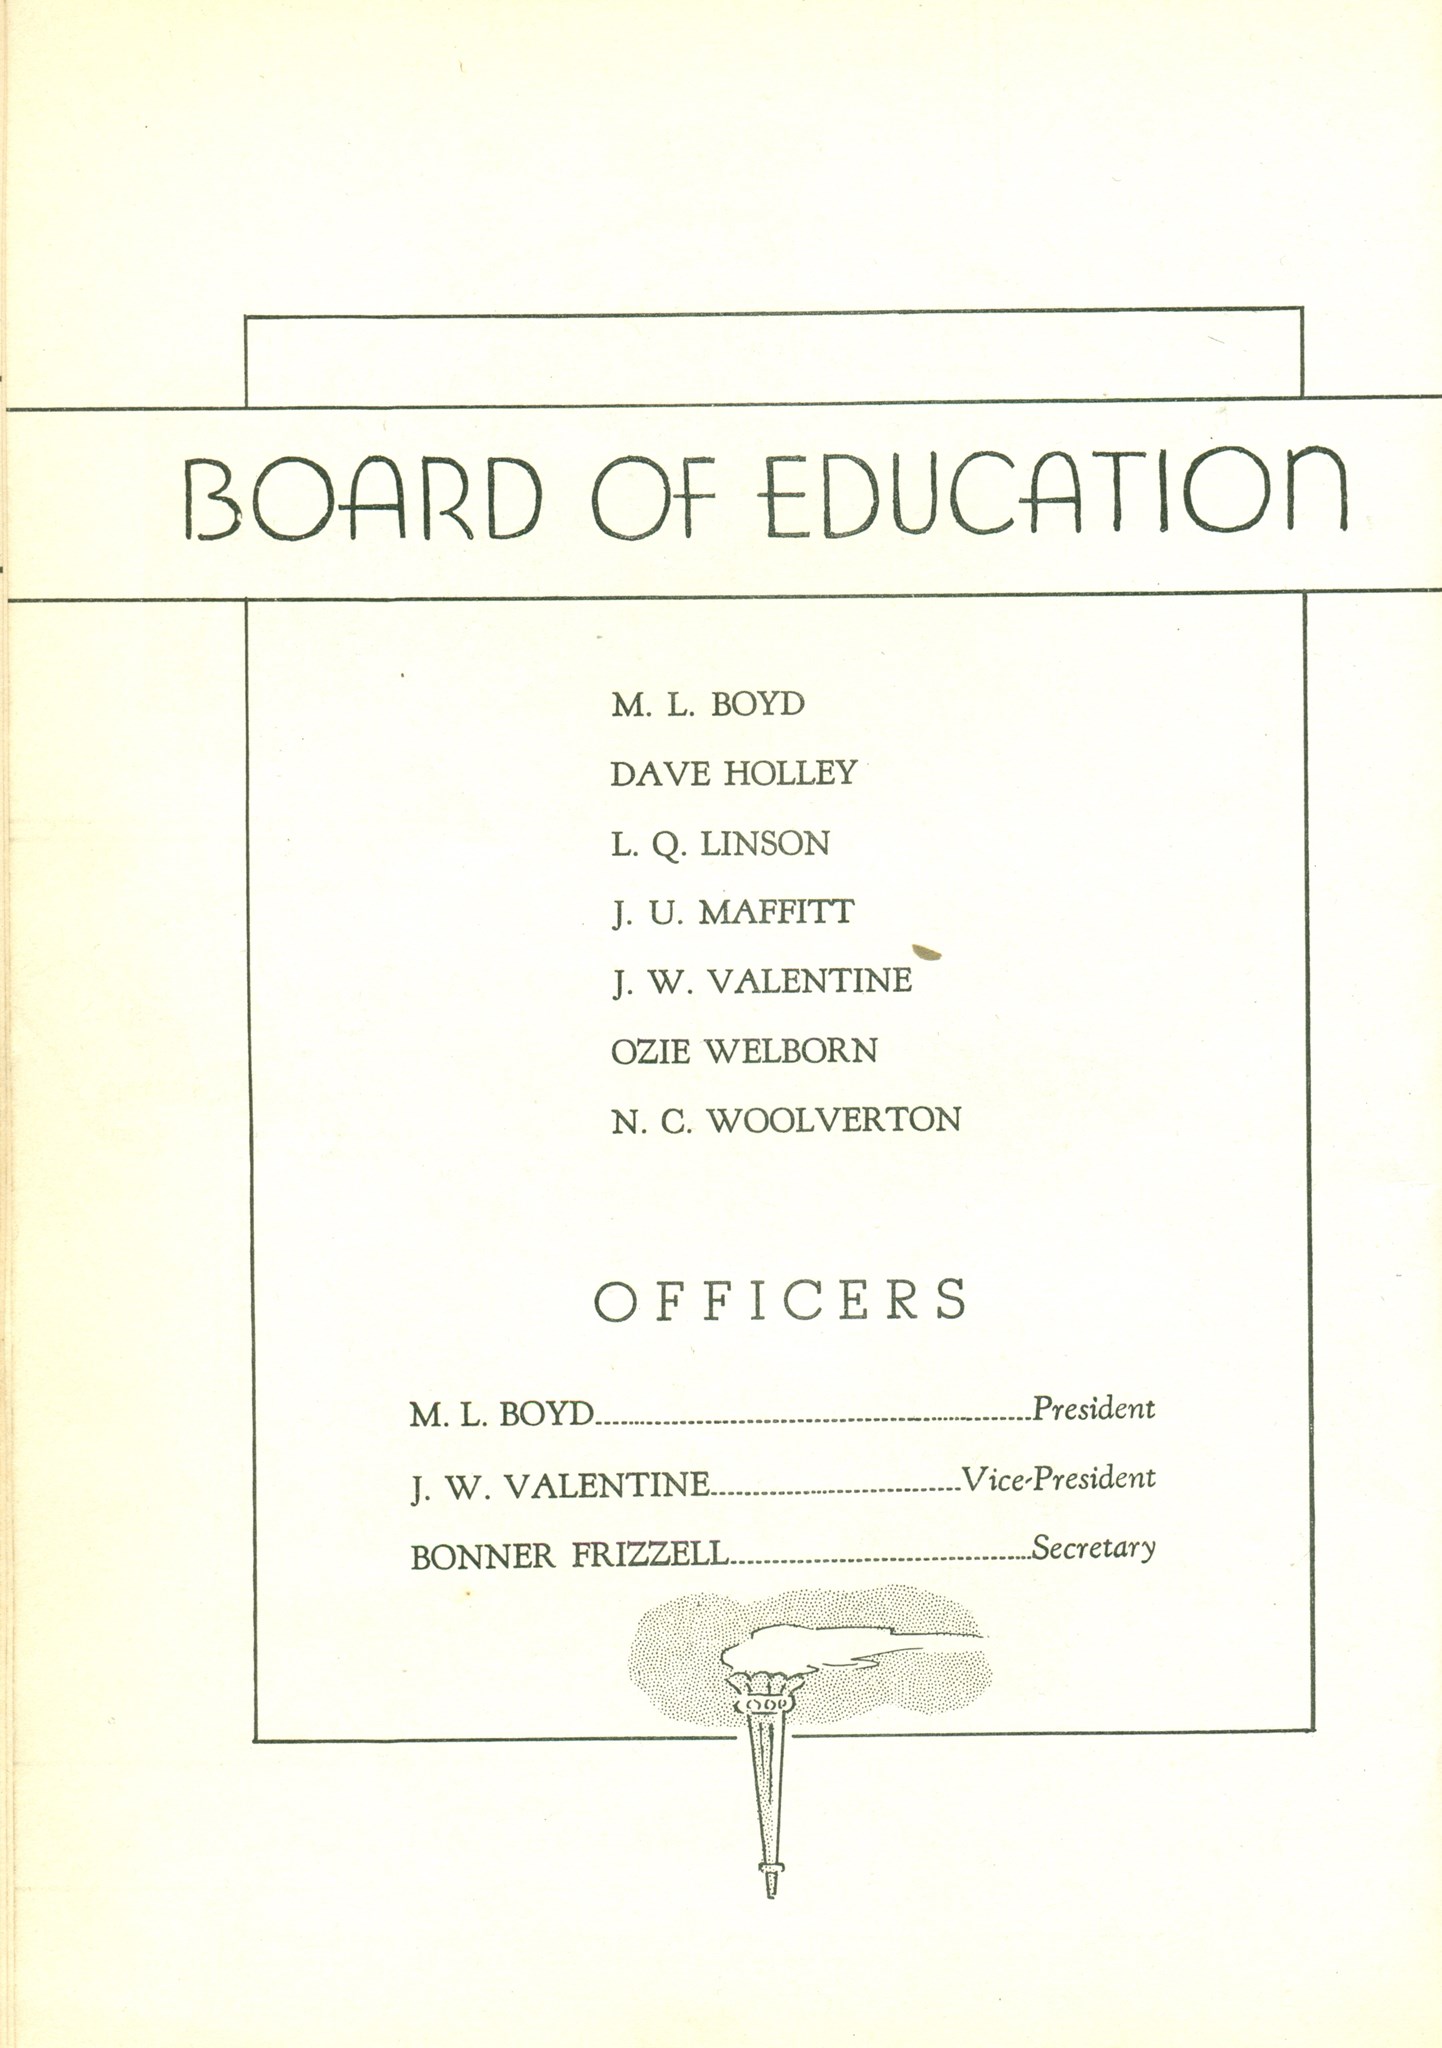 BOARD OF EDUCATION
M. L. BOYD
DAVE HOLLEY
L. Q. LINSON
J. U. MAFFITT
J. W. VALENTINE
OZIE WELBORN
N. C. WOOLVERTON
OFFICERS
M. L. BOYD..................................................President
J. W. VALENTINE..............................Vice-President
BONNER FRIZZELL....................................Secretary